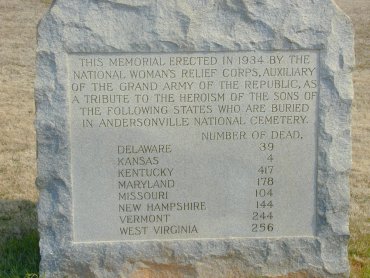 THIS MEMORIAL ERECTED IN 1934 BY THE
NATIONAL WOMAN'S RELIEF CORPS, AUXILIARY
OF THE GRAND ARMY OF THE REPUBLIC, AS
A TRIBUTE TO THE HEROISM OF THE SONS OF
THE FOLLOWING STATES WHO ARE BURIED
IN ANDERSONVILLE NATIONAL CEMETERY.
NUMBER OF DEAD.
DELAWARE 39
KANSAS 4
KENTUCKY 417
MARYLAND 178
MISSOURI 104
NEW HAMPSHIRE 144
VERMONT 244
WEST VIRGINIA 256